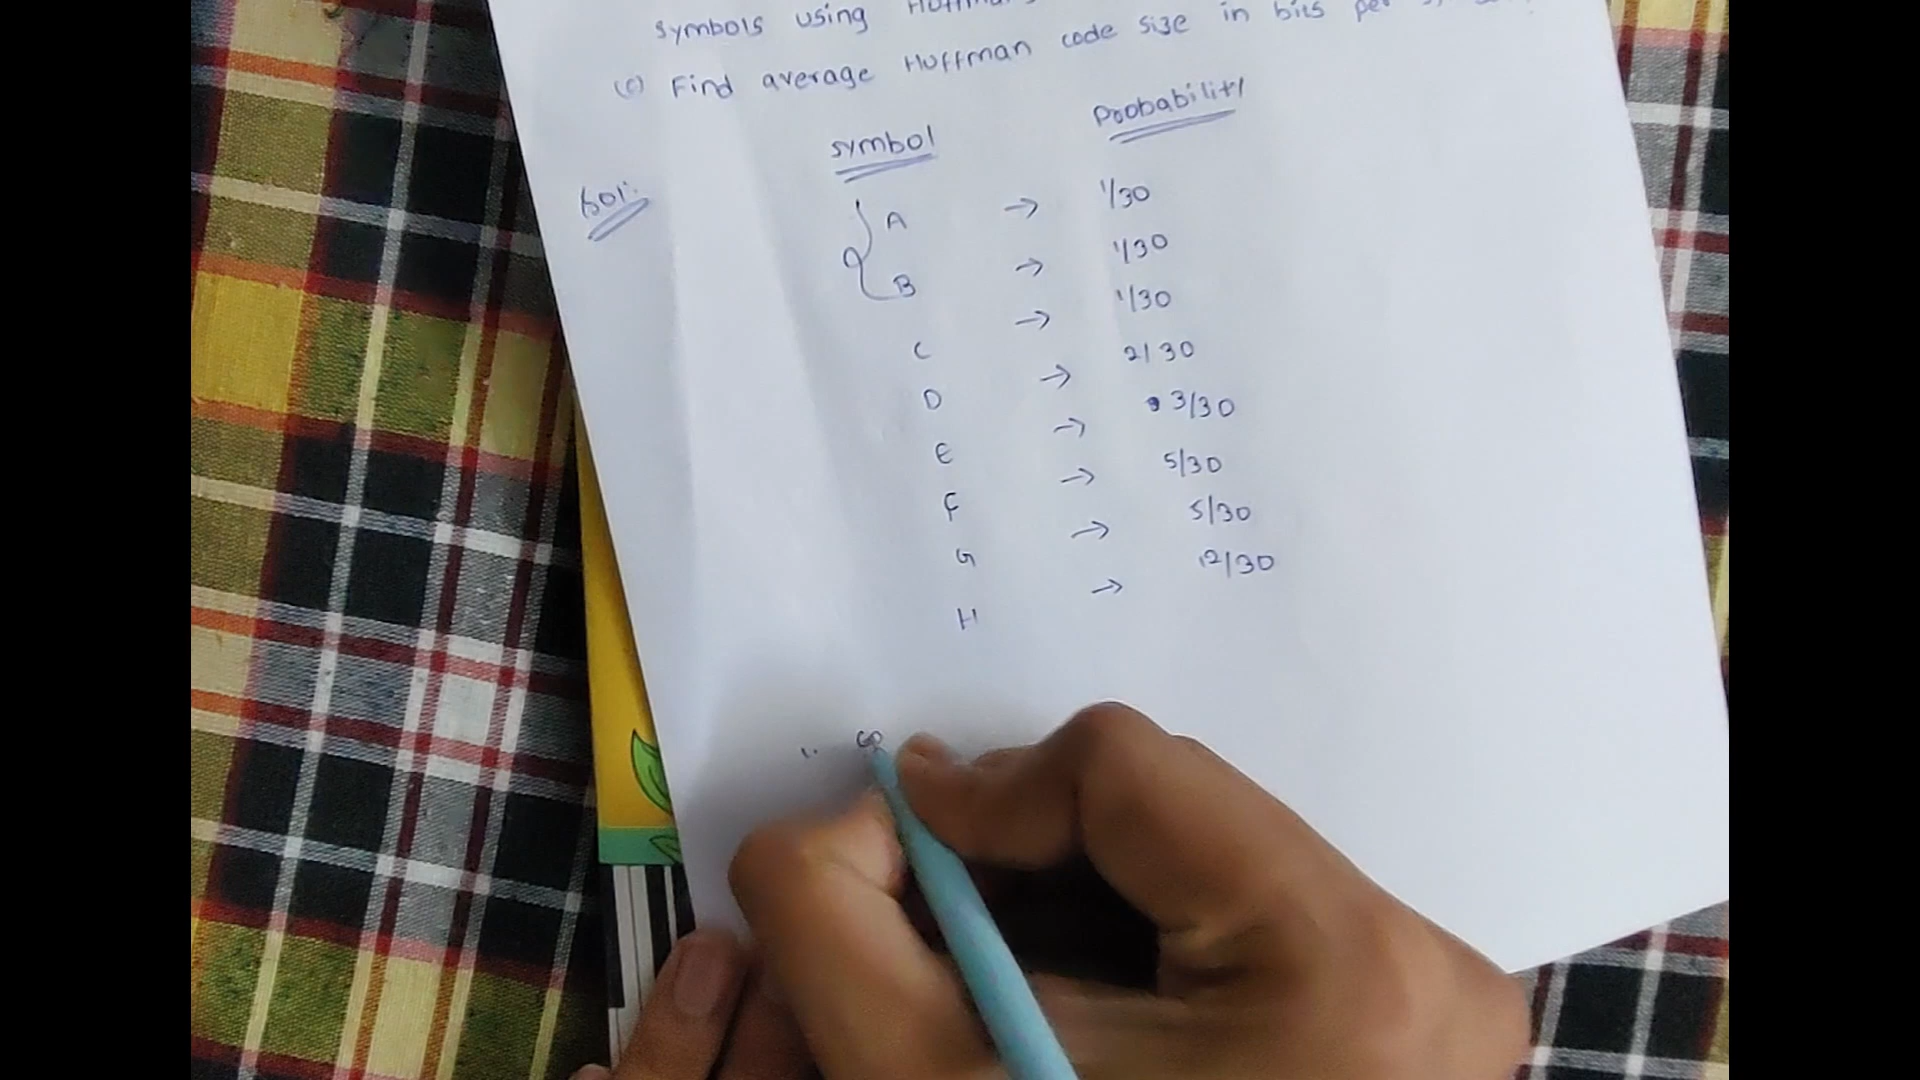 symbols using
(c) Find average Huffman code size in bits per
symbol Probability
Sol:
A → 1/30
B → 1/30
C → 1/30
D → 2/30
E → 3/30
F → 5/30
G → 5/30
H → 12/30